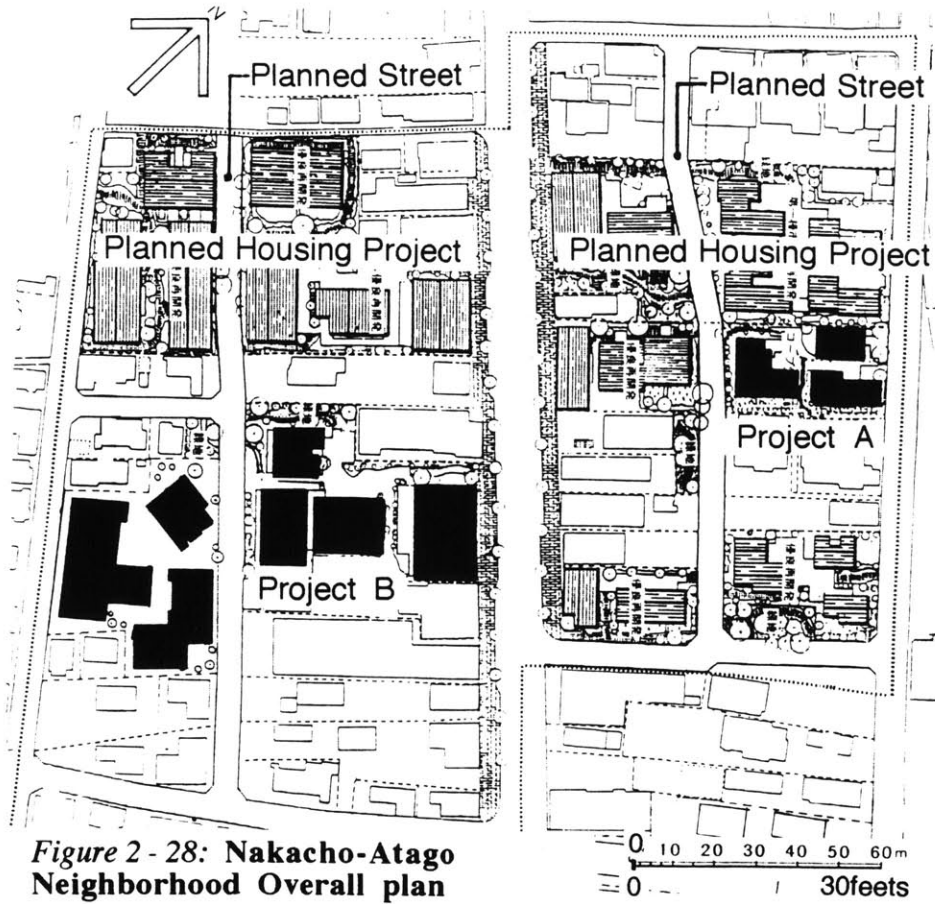 N
Planned Street
Planned Street
Planned Housing Project
Planned Housing Project
Project A
Project B
Figure 2 - 28: Nakacho-Atago
Neighborhood Overall plan
0 10 20 30 40 50 60m
0 30feets